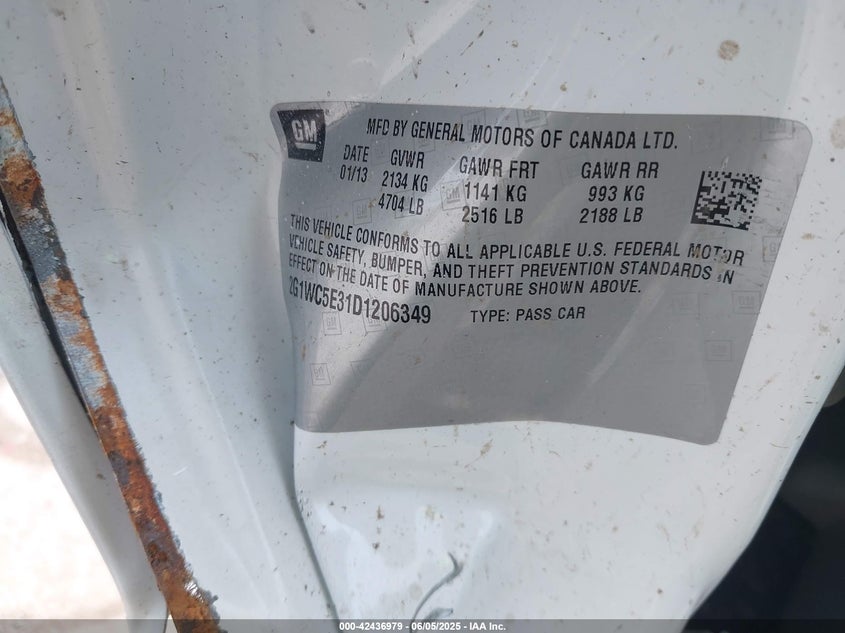 GM
MFD BY GENERAL MOTORS OF CANADA LTD.
DATE GVWR GAWR FRT GAWR RR
01/13 2134 KG 1141 KG 993 KG
4704 LB 2516 LB 2188 LB
THIS VEHICLE CONFORMS TO ALL APPLICABLE U.S. FEDERAL MOTOR
VEHICLE SAFETY, BUMPER, AND THEFT PREVENTION STANDARDS IN
EFFECT ON THE DATE OF MANUFACTURE SHOWN ABOVE.
2G1WC5E31D1206349 TYPE: PASS CAR
000-42436979 - 06/05/2025 - © IAA Inc.